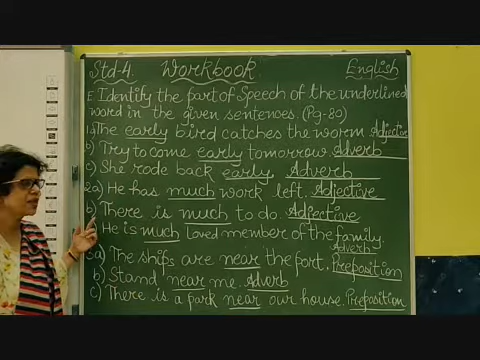 Std-4. Workbook English
E Identify the part of Speech of the underlined
word in the given sentences. (Pg-80)
1a) The early bird catches the worm Adjective
b) Try to come early tomorrow Adverb
c) She rode back early. Adverb
2a) He has much work left. Adjective
b) There is much to do. Adjective
He is much loved member of the family.
Adverb
3a) The ships are near the port. Preposition
b) Stand near me. Adverb
c) There is a park near our house. Preposition